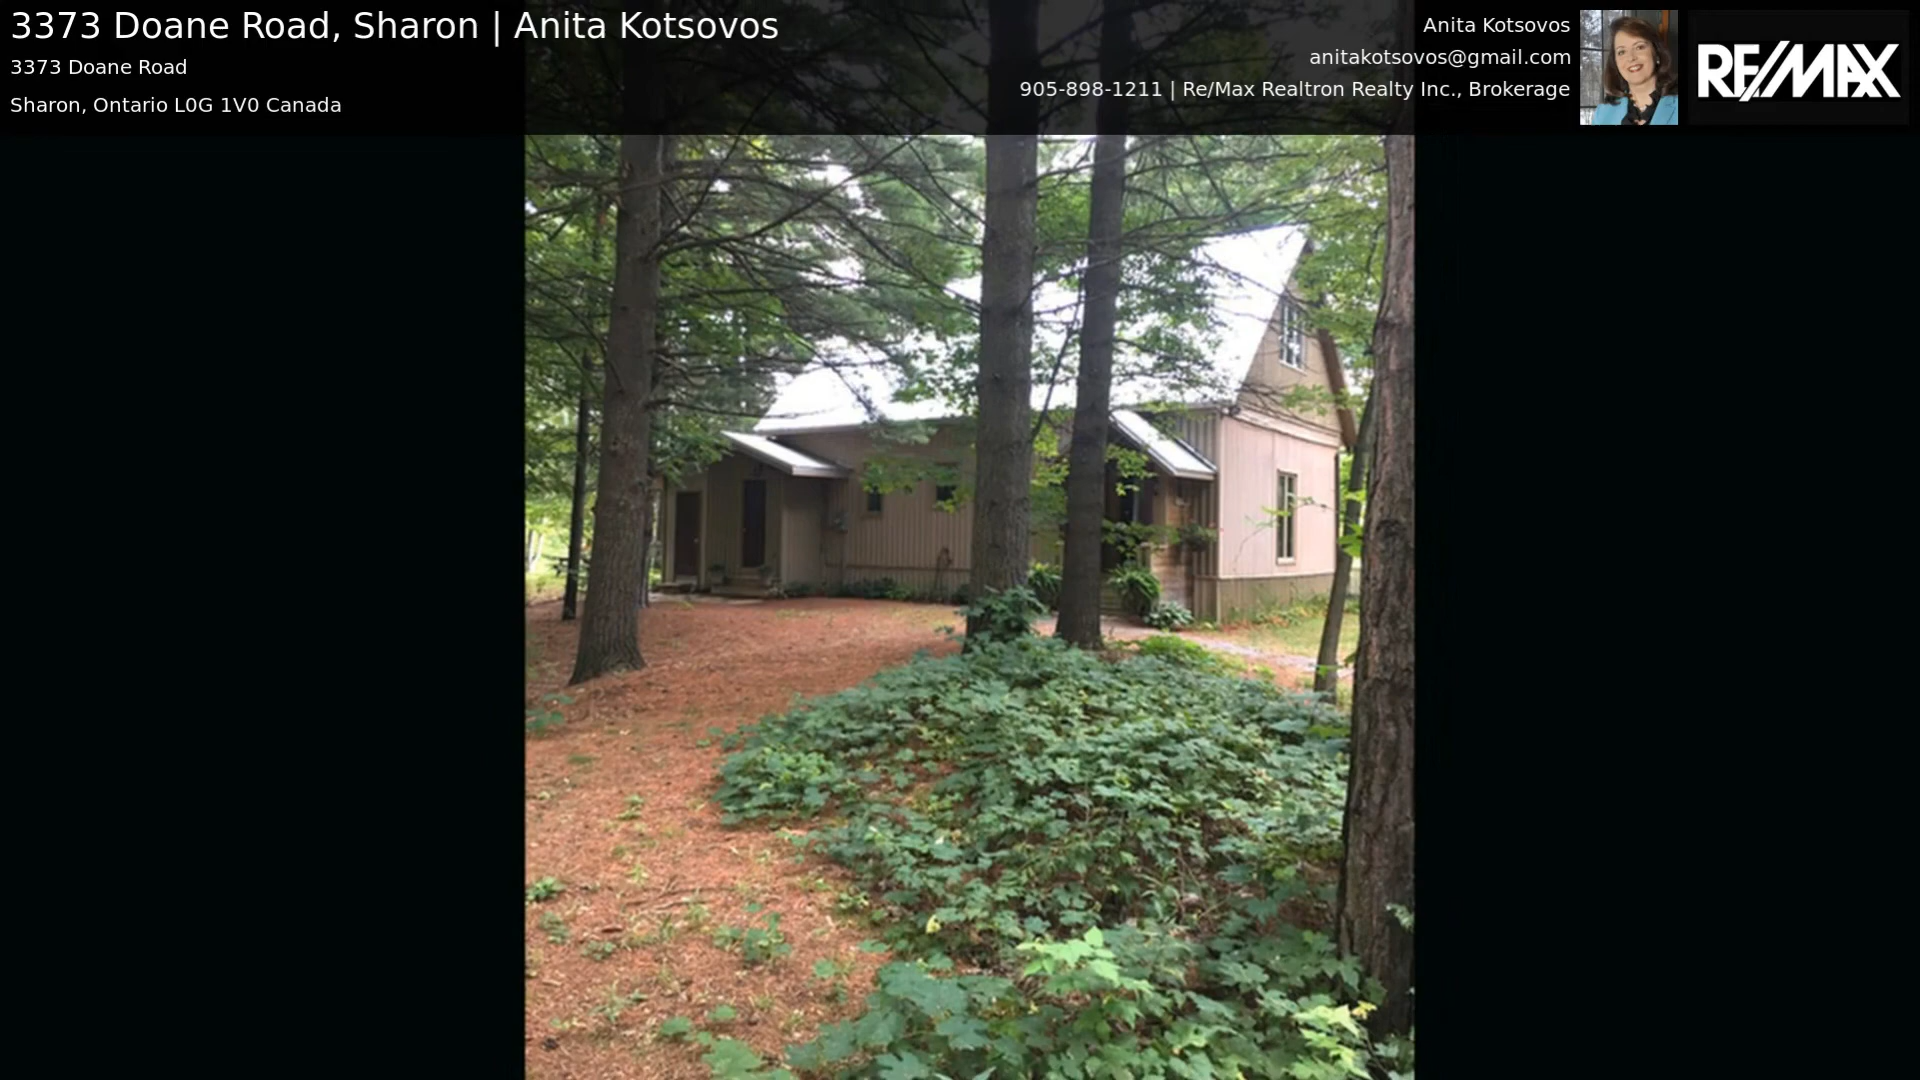 3373 Doane Road, Sharon | Anita Kotsovos
3373 Doane Road
Sharon, Ontario L0G 1V0 Canada
Anita Kotsovos
anitakotsovos@gmail.com
905-898-1211 | Re/Max Realtron Realty Inc., Brokerage
RE/MAX